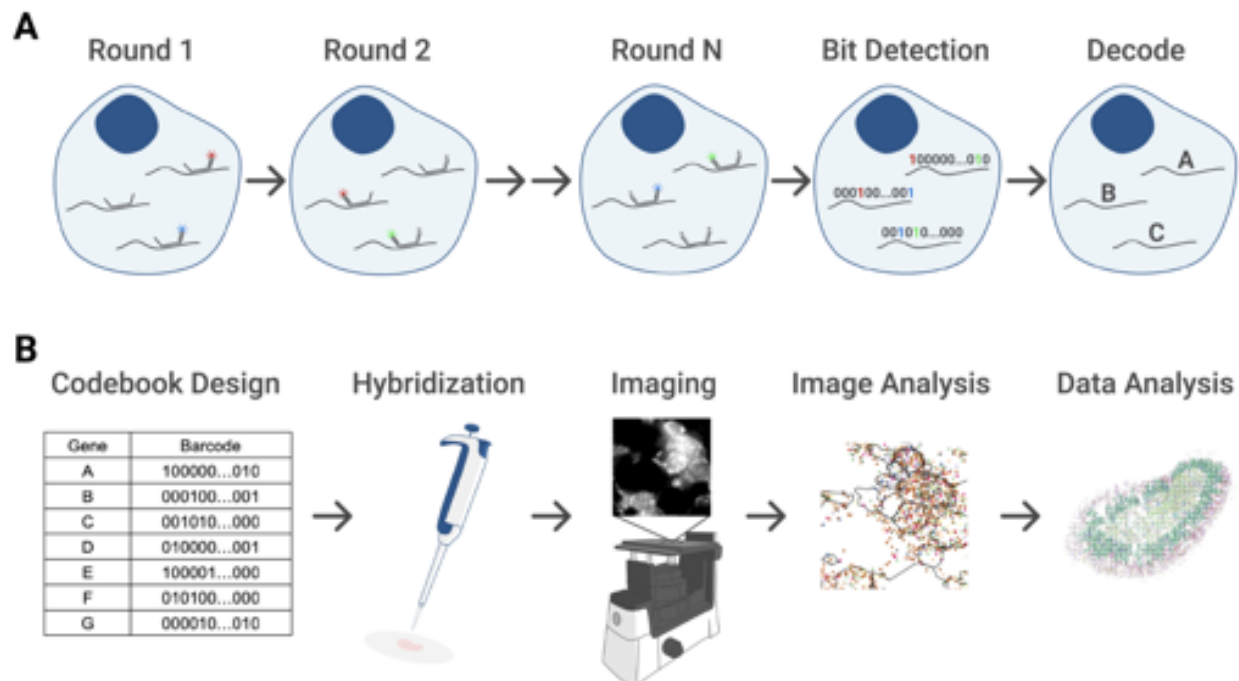 A
Round 1 Round 2 Round N Bit Detection Decode
100000...010 A
000100...001 B
001010...000 C
B
Codebook Design Hybridization Imaging Image Analysis Data Analysis
Gene Barcode
A 100000...010
B 000100...001
C 001010...000
D 010000...001
E 100001...000
F 010100...000
G 000010...010